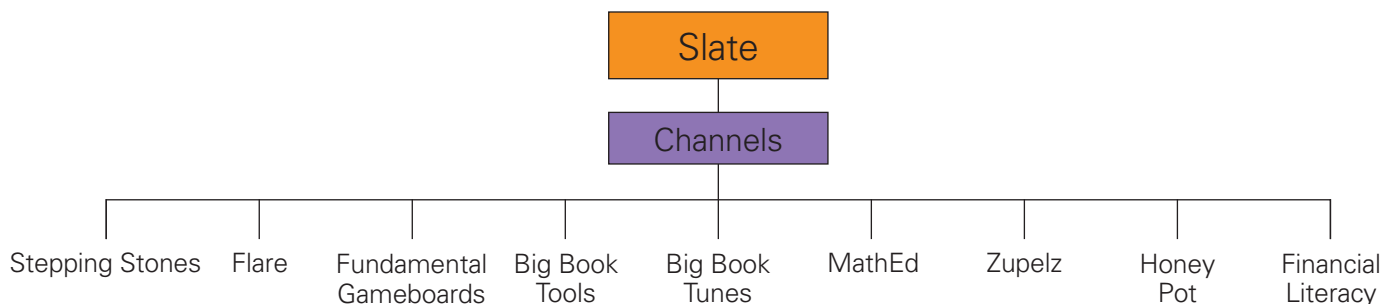 Slate
Channels
Stepping Stones
Flare
Fundamental
Gameboards
Big Book
Tools
Big Book
Tunes
MathEd
Zupelz
Honey
Pot
Financial
Literacy